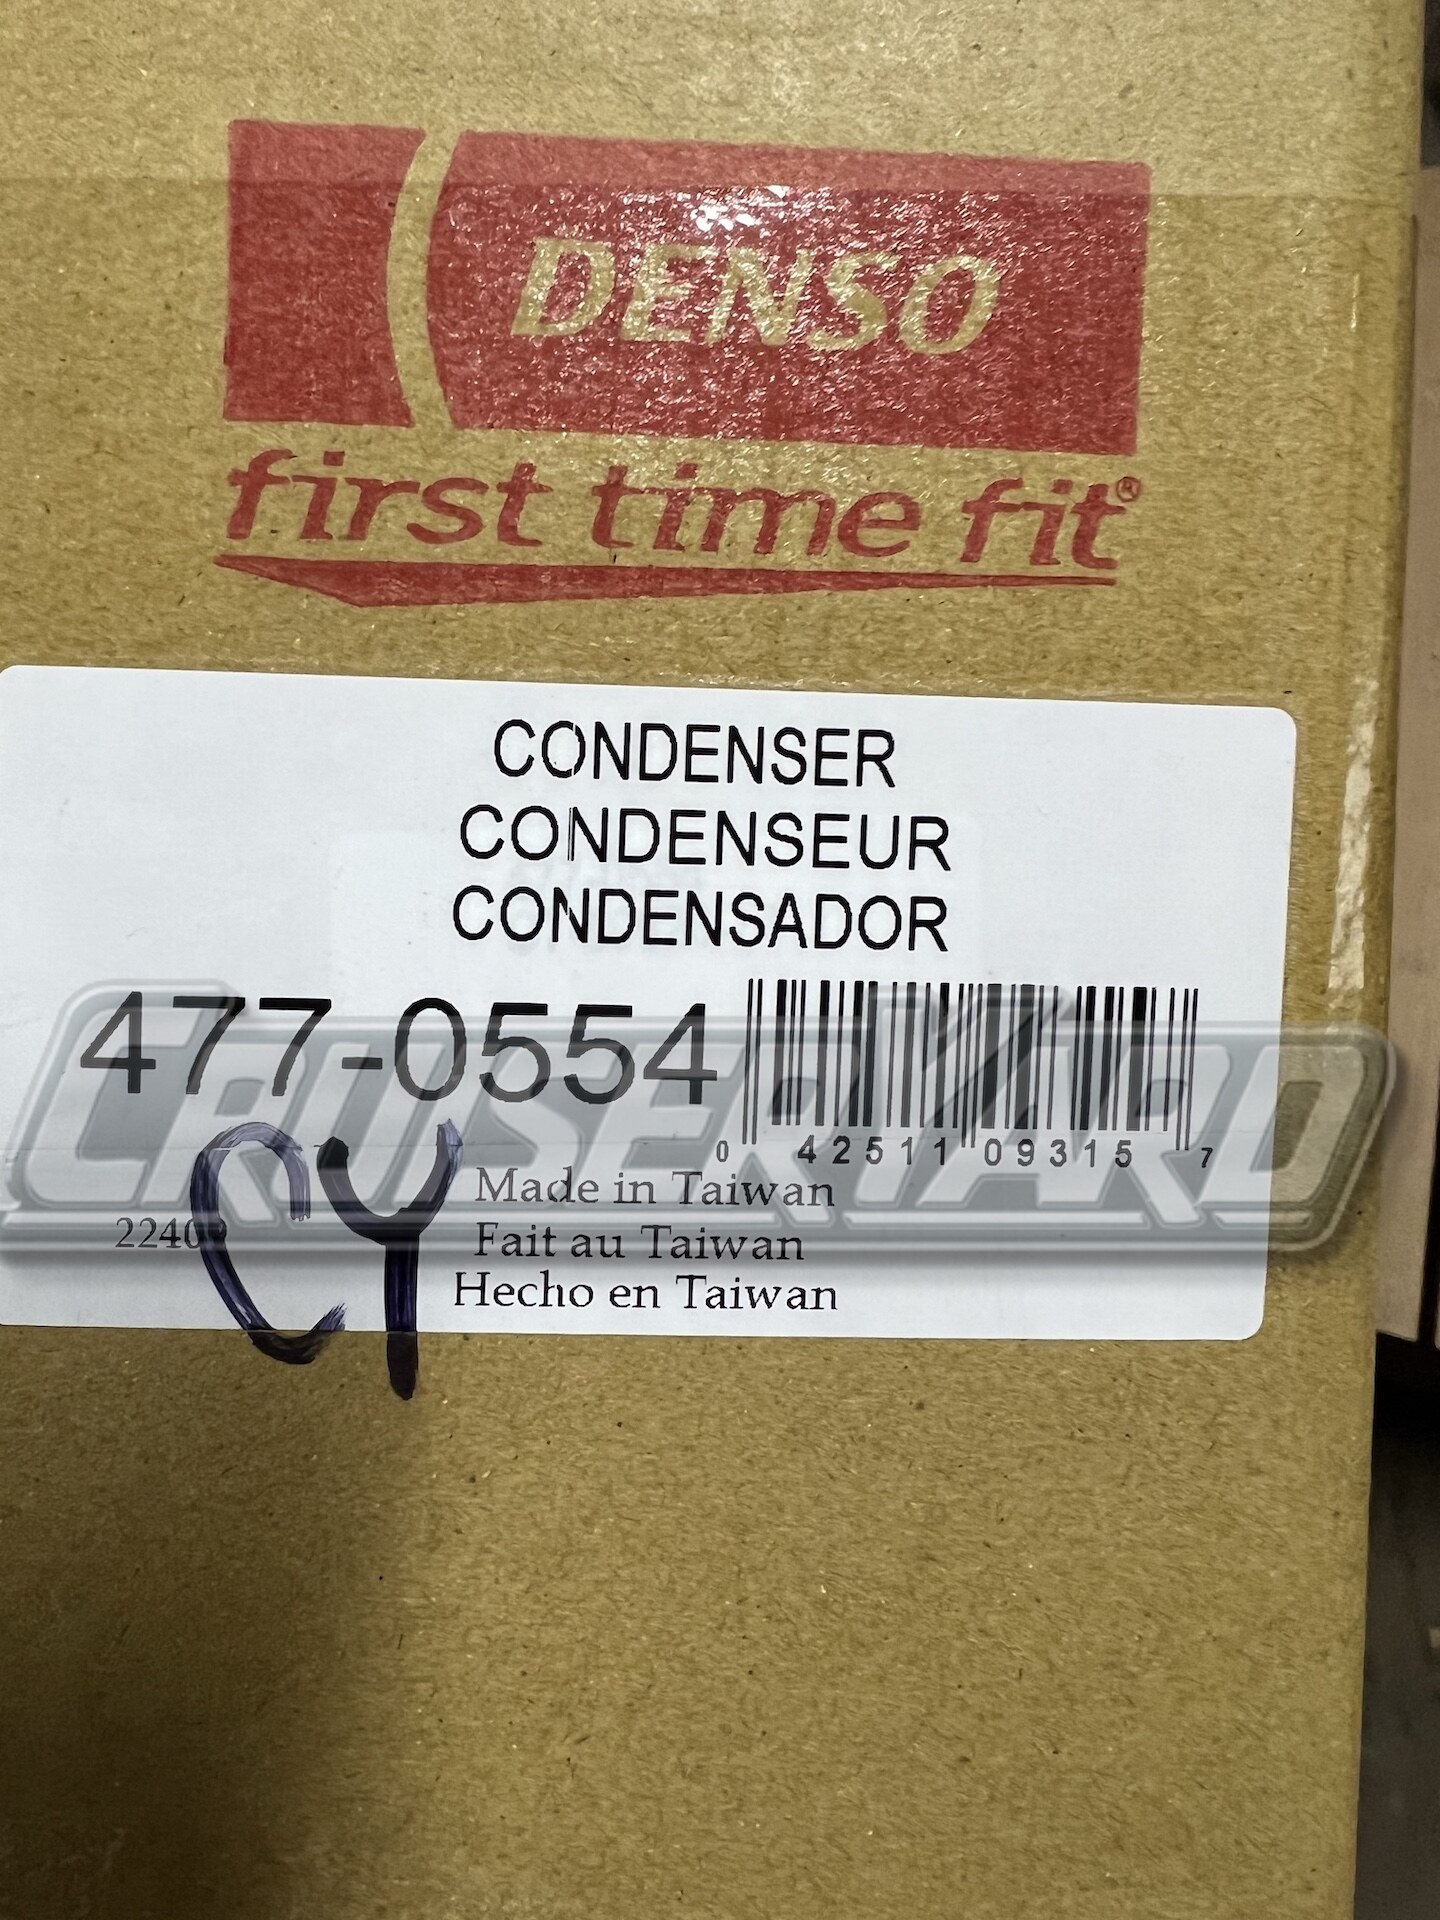 DENSO
first time fit®
CONDENSER
CONDENSEUR
CONDENSADOR
477-0554
0 42511 09315 7
CRUISERYARD
CY
Made in Taiwan
Fait au Taiwan
Hecho en Taiwan